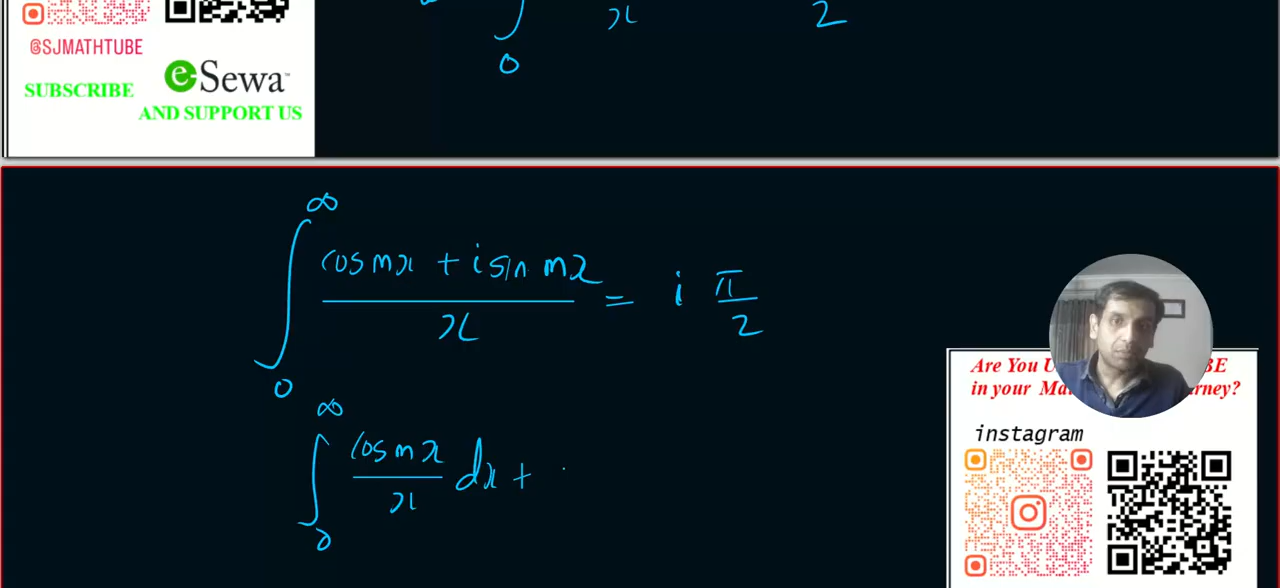 @SJMATHTUBE
SUBSCRIBE
eSewa™
AND SUPPORT US
∫ 0 x 2
∫₀^∞ (cos mx + i sin mx)/x = i π/2
∫₀^∞ (cos mx)/x dx +
Are You U BE
in your Ma rney?
instagram